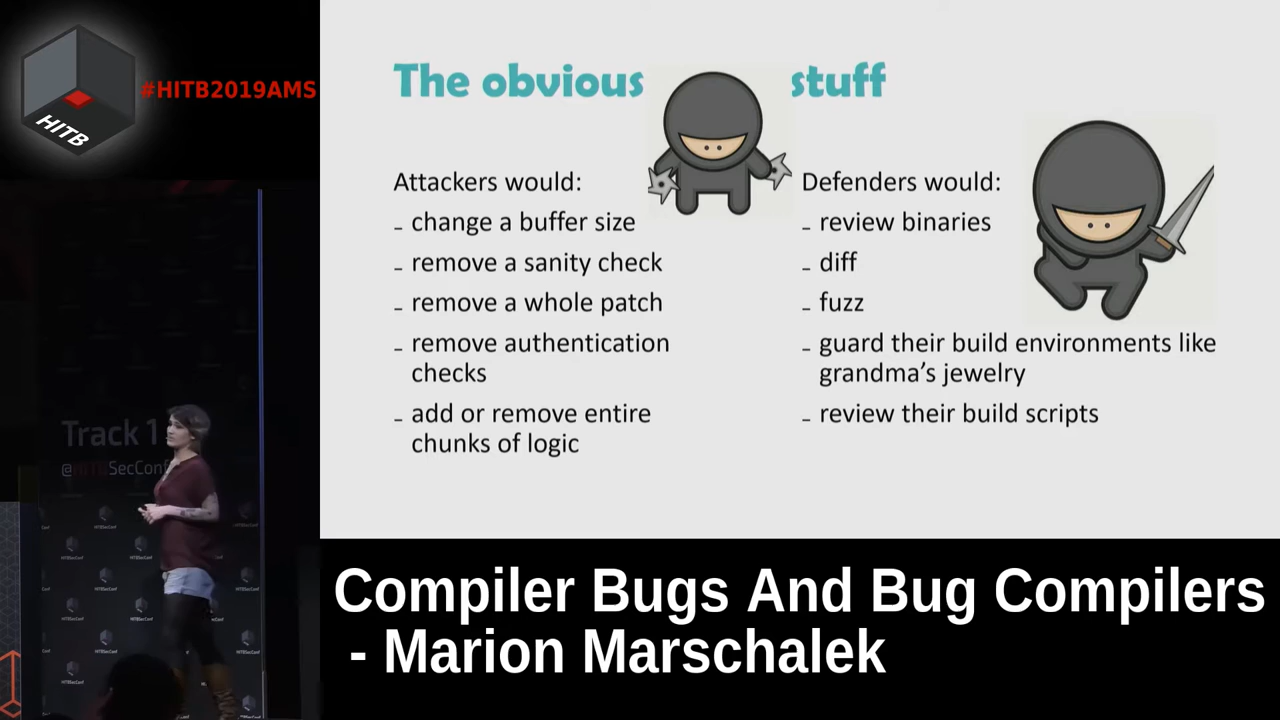 HITB
#HITB2019AMS
The obvious stuff
Attackers would:
- change a buffer size
- remove a sanity check
- remove a whole patch
- remove authentication
checks
- add or remove entire
chunks of logic
Defenders would:
- review binaries
- diff
- fuzz
- guard their build environments like
grandma's jewelry
- review their build scripts
Track 1
@HITBSecConf
Compiler Bugs And Bug Compilers
- Marion Marschalek